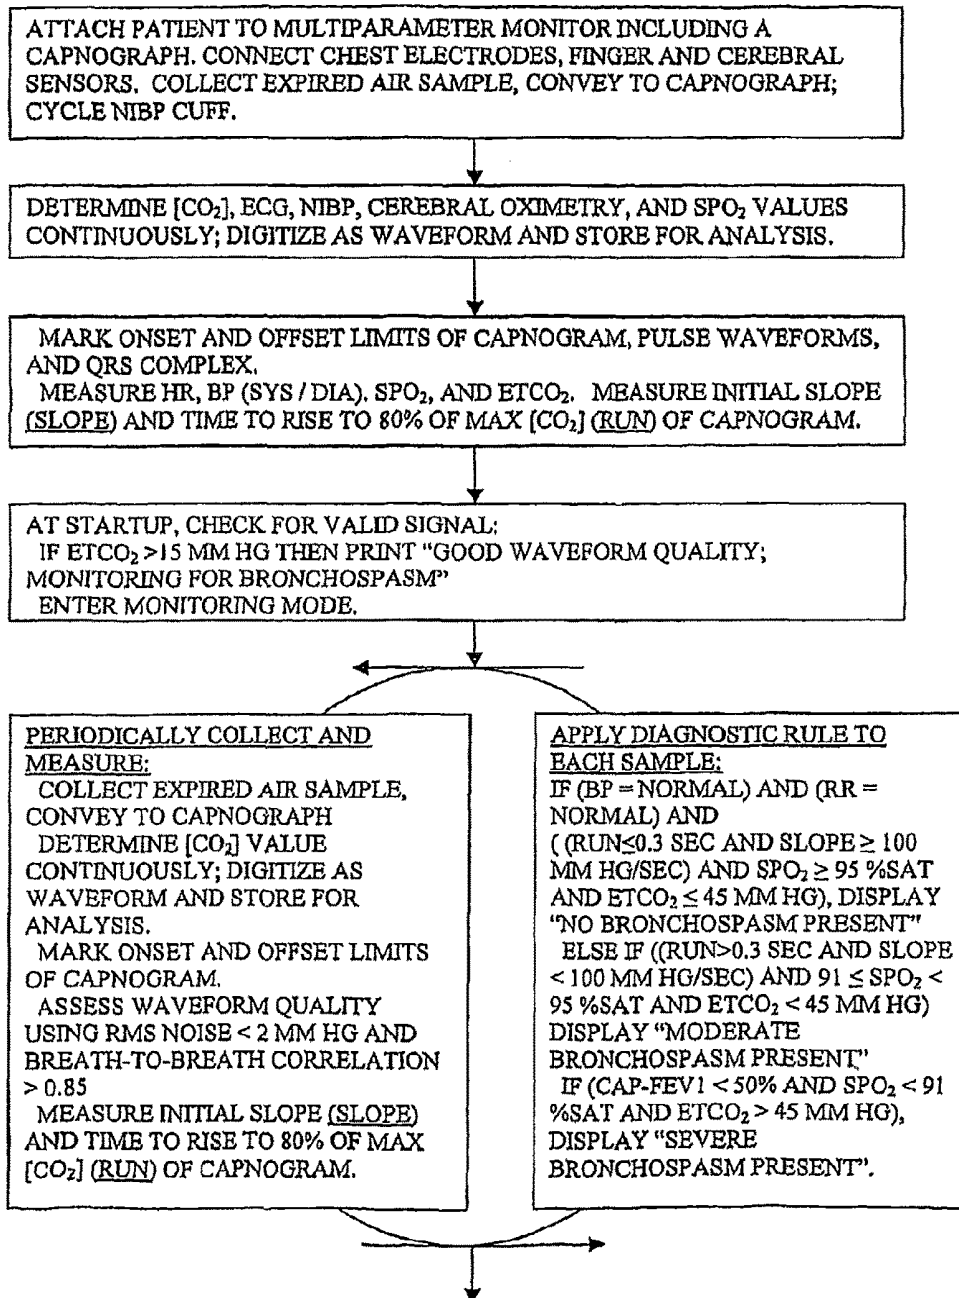 ATTACH PATIENT TO MULTIPARAMETER MONITOR INCLUDING A
CAPNOGRAPH. CONNECT CHEST ELECTRODES, FINGER AND CEREBRAL
SENSORS. COLLECT EXPIRED AIR SAMPLE, CONVEY TO CAPNOGRAPH;
CYCLE NIBP CUFF.
DETERMINE [CO₂], ECG, NIBP, CEREBRAL OXIMETRY, AND SPO₂ VALUES
CONTINUOUSLY; DIGITIZE AS WAVEFORM AND STORE FOR ANALYSIS.
MARK ONSET AND OFFSET LIMITS OF CAPNOGRAM, PULSE WAVEFORMS,
AND QRS COMPLEX.
MEASURE HR, BP (SYS / DIA). SPO₂, AND ETCO₂. MEASURE INITIAL SLOPE
(SLOPE) AND TIME TO RISE TO 80% OF MAX [CO₂] (RUN) OF CAPNOGRAM.
AT STARTUP, CHECK FOR VALID SIGNAL:
IF ETCO₂ >15 MM HG THEN PRINT “GOOD WAVEFORM QUALITY;
MONITORING FOR BRONCHOSPASM”
ENTER MONITORING MODE.
PERIODICALLY COLLECT AND
MEASURE:
COLLECT EXPIRED AIR SAMPLE,
CONVEY TO CAPNOGRAPH
DETERMINE [CO₂] VALUE
CONTINUOUSLY; DIGITIZE AS
WAVEFORM AND STORE FOR
ANALYSIS.
MARK ONSET AND OFFSET LIMITS
OF CAPNOGRAM.
ASSESS WAVEFORM QUALITY
USING RMS NOISE < 2 MM HG AND
BREATH-TO-BREATH CORRELATION
> 0.85
MEASURE INITIAL SLOPE (SLOPE)
AND TIME TO RISE TO 80% OF MAX
[CO₂] (RUN) OF CAPNOGRAM.
APPLY DIAGNOSTIC RULE TO
EACH SAMPLE:
IF (BP = NORMAL) AND (RR =
NORMAL) AND
( (RUN≤0.3 SEC AND SLOPE ≥ 100
MM HG/SEC) AND SPO₂ ≥ 95 %SAT
AND ETCO₂ ≤ 45 MM HG), DISPLAY
“NO BRONCHOSPASM PRESENT”
ELSE IF ((RUN>0.3 SEC AND SLOPE
< 100 MM HG/SEC) AND 91 ≤ SPO₂ <
95 %SAT AND ETCO₂ < 45 MM HG)
DISPLAY “MODERATE
BRONCHOSPASM PRESENT”
IF (CAP-FEV1 < 50% AND SPO₂ < 91
%SAT AND ETCO₂ > 45 MM HG),
DISPLAY “SEVERE
BRONCHOSPASM PRESENT”.